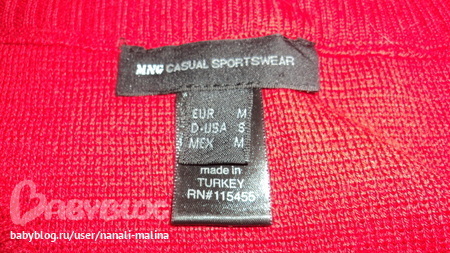 MNG CASUAL SPORTSWEAR
EUR M
D-USA S
MEX M
made in
TURKEY
RN#115455
BABYBLOG
babyblog.ru/user/nanali-malina